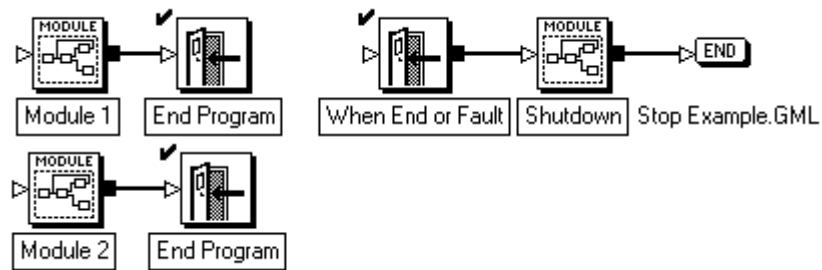 MODULE
MODULE
END
Module 1
End Program
When End or Fault
Shutdown
Stop Example.GML
MODULE
Module 2
End Program